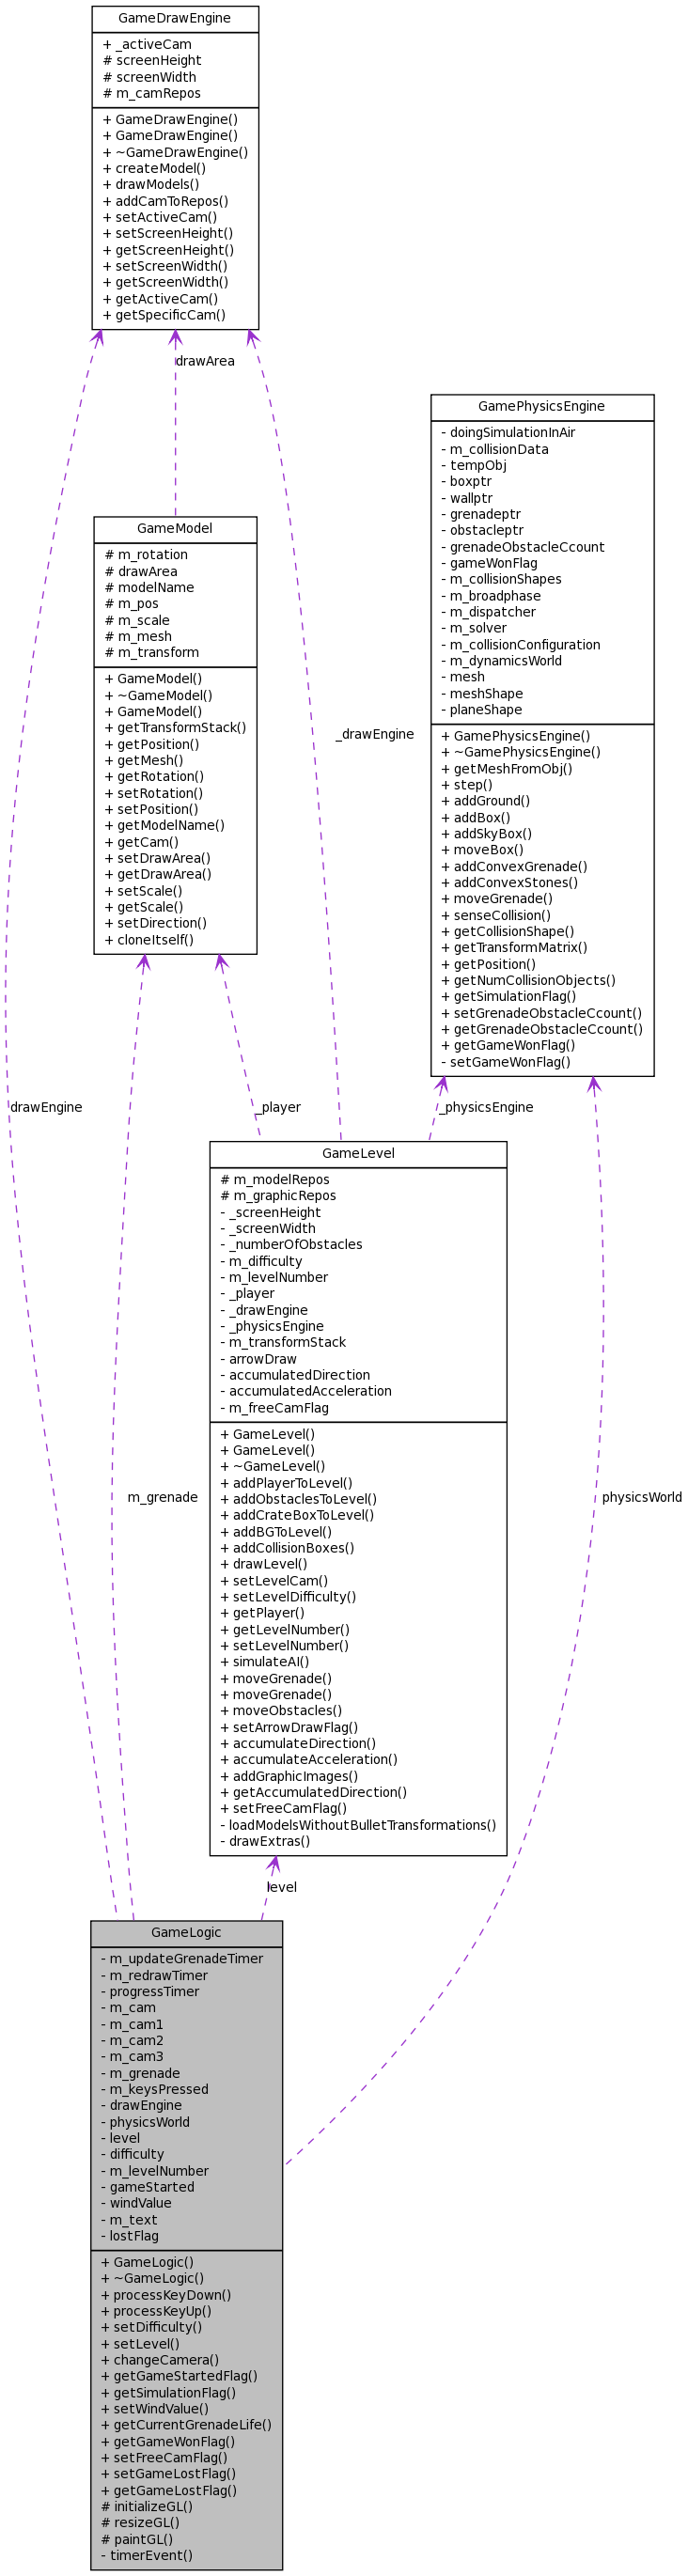 GameDrawEngine
+ _activeCam
# screenHeight
# screenWidth
# m_camRepos
+ GameDrawEngine()
+ GameDrawEngine()
+ ~GameDrawEngine()
+ createModel()
+ drawModels()
+ addCamToRepos()
+ setActiveCam()
+ setScreenHeight()
+ getScreenHeight()
+ setScreenWidth()
+ getScreenWidth()
+ getActiveCam()
+ getSpecificCam()
drawArea
GamePhysicsEngine
- doingSimulationInAir
- m_collisionData
- tempObj
- boxptr
- wallptr
- grenadeptr
- obstacleptr
- grenadeObstacleCcount
- gameWonFlag
- m_collisionShapes
- m_broadphase
- m_dispatcher
- m_solver
- m_collisionConfiguration
- m_dynamicsWorld
- mesh
- meshShape
- planeShape
+ GamePhysicsEngine()
+ ~GamePhysicsEngine()
+ getMeshFromObj()
+ step()
+ addGround()
+ addBox()
+ addSkyBox()
+ moveBox()
+ addConvexGrenade()
+ addConvexStones()
+ moveGrenade()
+ senseCollision()
+ getCollisionShape()
+ getTransformMatrix()
+ getPosition()
+ getNumCollisionObjects()
+ getSimulationFlag()
+ setGrenadeObstacleCcount()
+ getGrenadeObstacleCcount()
+ getGameWonFlag()
- setGameWonFlag()
GameModel
# m_rotation
# drawArea
# modelName
# m_pos
# m_scale
# m_mesh
# m_transform
+ GameModel()
+ ~GameModel()
+ GameModel()
+ getTransformStack()
+ getPosition()
+ getMesh()
+ getRotation()
+ setRotation()
+ setPosition()
+ getModelName()
+ getCam()
+ setDrawArea()
+ getDrawArea()
+ setScale()
+ getScale()
+ setDirection()
+ cloneItself()
_drawEngine
drawEngine
_player
_physicsEngine
GameLevel
# m_modelRepos
# m_graphicRepos
- _screenHeight
- _screenWidth
- _numberOfObstacles
- m_difficulty
- m_levelNumber
- _player
- _drawEngine
- _physicsEngine
- m_transformStack
- arrowDraw
- accumulatedDirection
- accumulatedAcceleration
- m_freeCamFlag
+ GameLevel()
+ GameLevel()
+ ~GameLevel()
+ addPlayerToLevel()
+ addObstaclesToLevel()
+ addCrateBoxToLevel()
+ addBGToLevel()
+ addCollisionBoxes()
+ drawLevel()
+ setLevelCam()
+ setLevelDifficulty()
+ getPlayer()
+ getLevelNumber()
+ setLevelNumber()
+ simulateAI()
+ moveGrenade()
+ moveGrenade()
+ moveObstacles()
+ setArrowDrawFlag()
+ accumulateDirection()
+ accumulateAcceleration()
+ addGraphicImages()
+ getAccumulatedDirection()
+ setFreeCamFlag()
- loadModelsWithoutBulletTransformations()
- drawExtras()
m_grenade
physicsWorld
level
GameLogic
- m_updateGrenadeTimer
- m_redrawTimer
- progressTimer
- m_cam
- m_cam1
- m_cam2
- m_cam3
- m_grenade
- m_keysPressed
- drawEngine
- physicsWorld
- level
- difficulty
- m_levelNumber
- gameStarted
- windValue
- m_text
- lostFlag
+ GameLogic()
+ ~GameLogic()
+ processKeyDown()
+ processKeyUp()
+ setDifficulty()
+ setLevel()
+ changeCamera()
+ getGameStartedFlag()
+ getSimulationFlag()
+ setWindValue()
+ getCurrentGrenadeLife()
+ getGameWonFlag()
+ setFreeCamFlag()
+ setGameLostFlag()
+ getGameLostFlag()
# initializeGL()
# resizeGL()
# paintGL()
- timerEvent()